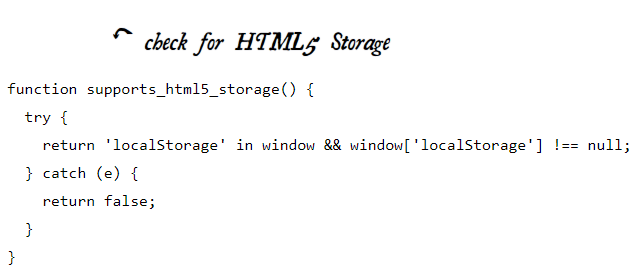 check for HTML5 Storage
function supports_html5_storage() {
  try {
    return 'localStorage' in window && window['localStorage'] !== null;
  } catch (e) {
    return false;
  }
}